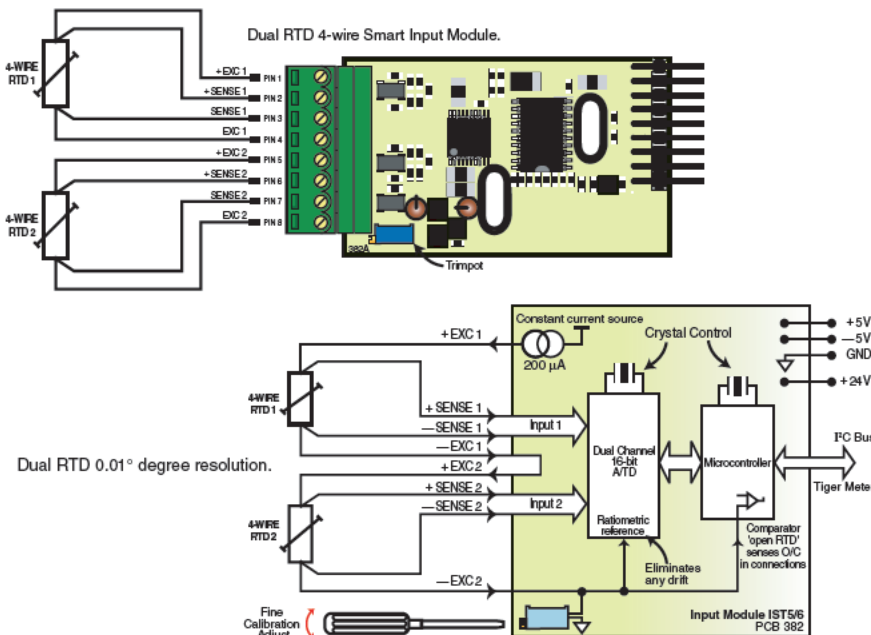 Dual RTD 4-wire Smart Input Module.
4-WIRE
RTD1
+EXC 1
PIN 1
+SENSE 1
PIN 2
SENSE 1
PIN 3
EXC 1
PIN 4
+EXC 2
PIN 5
+SENSE 2
PIN 6
SENSE 2
PIN 7
EXC 2
PIN 8
4-WIRE
RTD 2
382A
Trimpot
Constant current source
200 µA
Crystal Control
+5V
—5V
GND
+24V
+EXC 1
4-WIRE
RTD 1
+ SENSE 1
—SENSE 1
Input 1
—EXC 1
+EXC 2
Dual RTD 0.01° degree resolution.
+ SENSE 2
—SENSE 2
Input 2
4-WIRE
RTD 2
Dual Channel
16-bit
A/TD
Ratiometric
reference
Microcontroller
I²C Bus
Tiger Mete
Comparator
'open RTD'
senses O/C
in connections
Eliminates
any drift
—EXC 2
Fine
Calibration
Adjust
Input Module IST5/6
PCB 382